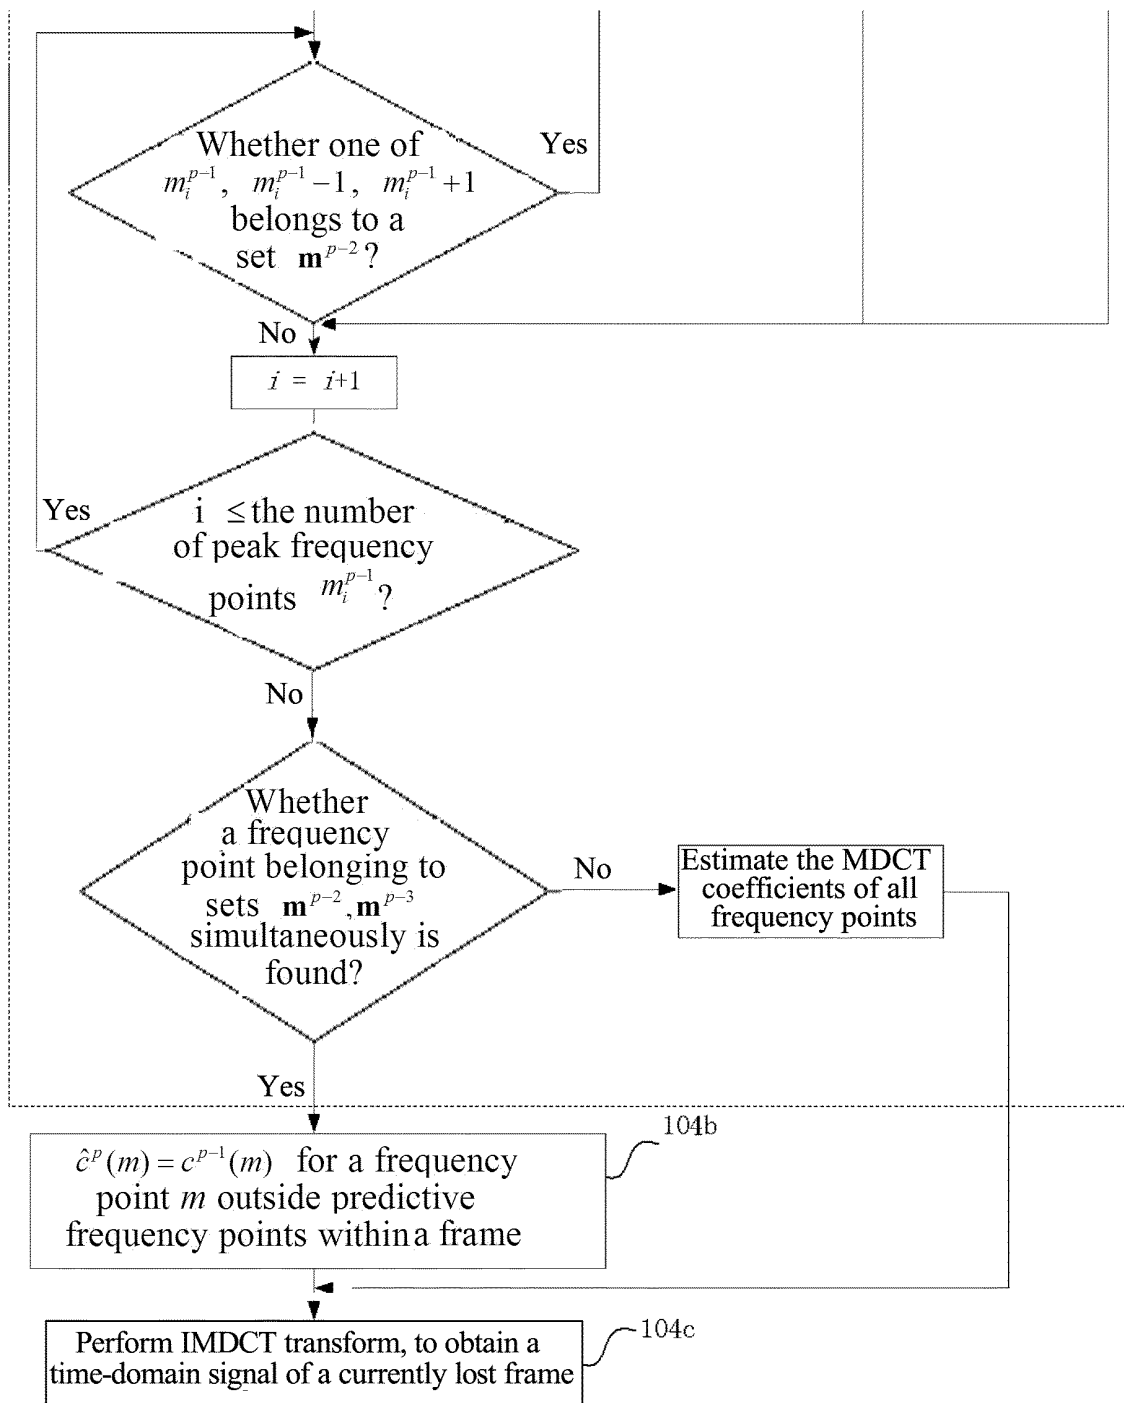 Whether one of
Yes
m_i^{p-1}, m_i^{p-1}-1, m_i^{p-1}+1
belongs to a
set m^{p-2}?
No
i = i+1
Yes
i ≤ the number
of peak frequency
points m_i^{p-1}?
No
Whether
a frequency
point belonging to
sets m^{p-2}, m^{p-3}
simultaneously is
found?
No
Estimate the MDCT
coefficients of all
frequency points
Yes
104b
ĉ^p(m) = c^{p-1}(m) for a frequency
point m outside predictive
frequency points within a frame
104c
Perform IMDCT transform, to obtain a
time-domain signal of a currently lost frame